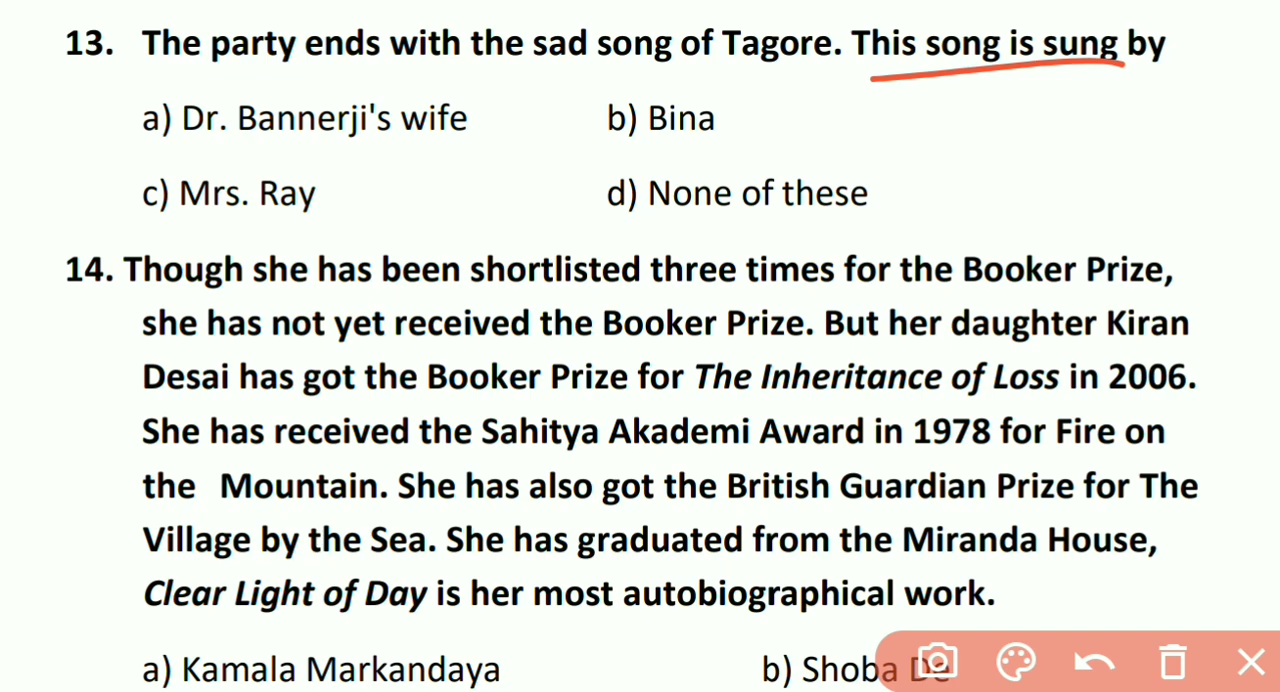 13. The party ends with the sad song of Tagore. This song is sung by
a) Dr. Bannerji's wife b) Bina
c) Mrs. Ray d) None of these
14. Though she has been shortlisted three times for the Booker Prize,
she has not yet received the Booker Prize. But her daughter Kiran
Desai has got the Booker Prize for The Inheritance of Loss in 2006.
She has received the Sahitya Akademi Award in 1978 for Fire on
the Mountain. She has also got the British Guardian Prize for The
Village by the Sea. She has graduated from the Miranda House,
Clear Light of Day is her most autobiographical work.
a) Kamala Markandaya b) Shoba De